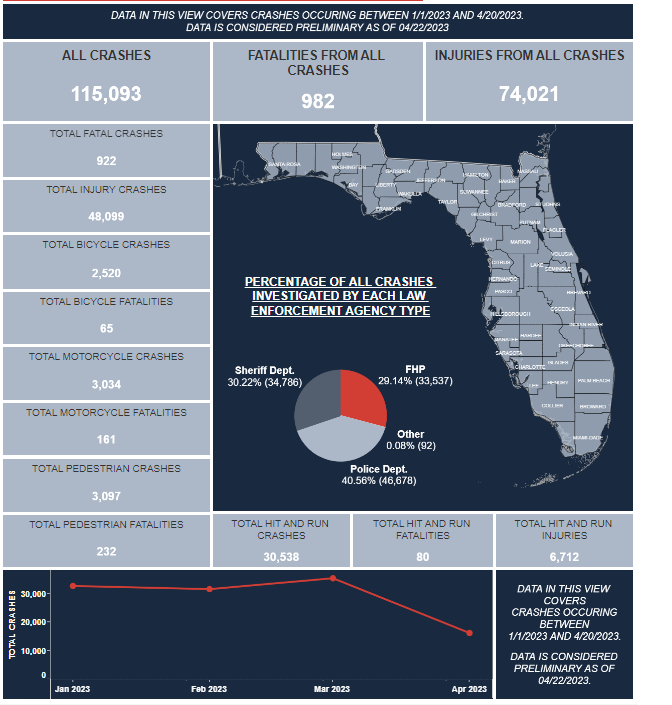 DATA IN THIS VIEW COVERS CRASHES OCCURING BETWEEN 1/1/2023 AND 4/20/2023.
DATA IS CONSIDERED PRELIMINARY AS OF 04/22/2023
ALL CRASHES
115,093
FATALITIES FROM ALL
CRASHES
982
INJURIES FROM ALL CRASHES
74,021
TOTAL FATAL CRASHES
922
TOTAL INJURY CRASHES
48,099
TOTAL BICYCLE CRASHES
2,520
TOTAL BICYCLE FATALITIES
65
TOTAL MOTORCYCLE CRASHES
3,034
TOTAL MOTORCYCLE FATALITIES
161
TOTAL PEDESTRIAN CRASHES
3,097
TOTAL PEDESTRIAN FATALITIES
232
HOLMES
SANTA ROSA
WASHINGTON
GADSDEN
JEFFERSON
HAMILTON
NASSAU
BAY
LIBERTY
WAKULLA
FRANKLIN
TAYLOR
SUWANNEE
BAKER
BRADFORD
ST JOHNS
GILCHRIST
PUTNAM
FLAGLER
LEVY
MARION
VOLUSIA
CITRUS
LAKE
SEMINOLE
HERNANDO
PASCO
BREVARD
OSCEOLA
HILLSBOROUGH
INDIAN RIVER
MANATEE
HARDEE
OKEECHOBEE
SARASOTA
GLADES
CHARLOTTE
LEE
HENDRY
PALM BEACH
COLLIER
BROWARD
MIAMI-DADE
PERCENTAGE OF ALL CRASHES
INVESTIGATED BY EACH LAW
ENFORCEMENT AGENCY TYPE
Sheriff Dept.
30.22% (34,786)
FHP
29.14% (33,537)
Other
0.08% (92)
Police Dept.
40.56% (46,678)
TOTAL HIT AND RUN
CRASHES
30,538
TOTAL HIT AND RUN
FATALITIES
80
TOTAL HIT AND RUN
INJURIES
6,712
TOTAL CRASHES
30,000
20,000
10,000
0
Jan 2023
Feb 2023
Mar 2023
Apr 2023
DATA IN THIS VIEW
COVERS
CRASHES OCCURING
BETWEEN
1/1/2023 AND 4/20/2023.
DATA IS CONSIDERED
PRELIMINARY AS OF
04/22/2023.